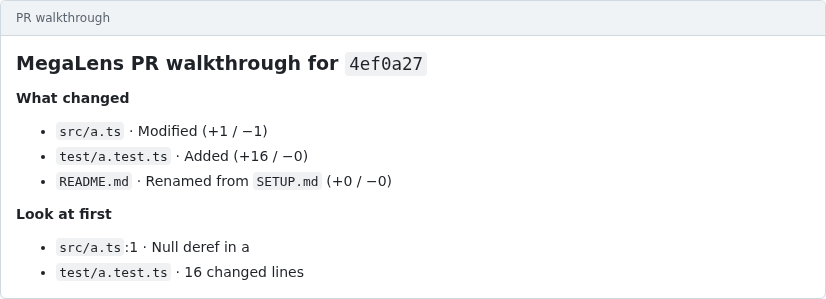 PR walkthrough
MegaLens PR walkthrough for 4ef0a27
What changed
• src/a.ts · Modified (+1 / −1)
• test/a.test.ts · Added (+16 / −0)
• README.md · Renamed from SETUP.md (+0 / −0)
Look at first
• src/a.ts:1 · Null deref in a
• test/a.test.ts · 16 changed lines